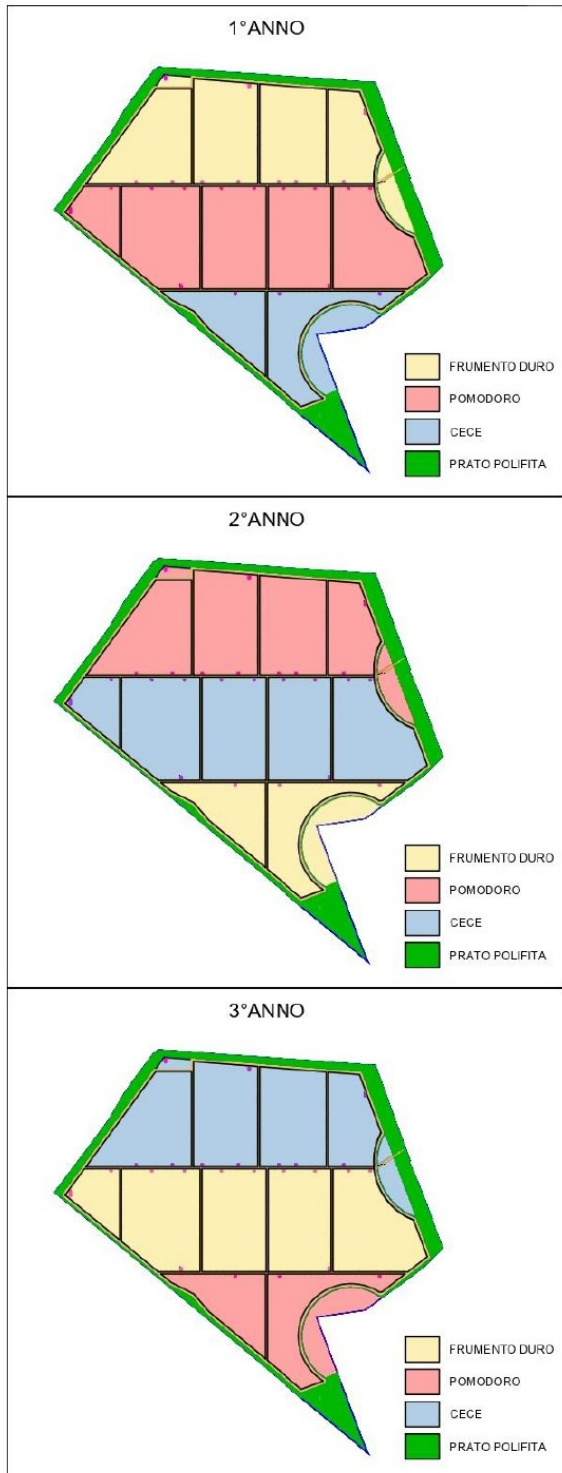 1°ANNO
FRUMENTO DURO
POMODORO
CECE
PRATO POLIFITA
2°ANNO
FRUMENTO DURO
POMODORO
CECE
PRATO POLIFITA
3°ANNO
FRUMENTO DURO
POMODORO
CECE
PRATO POLIFITA